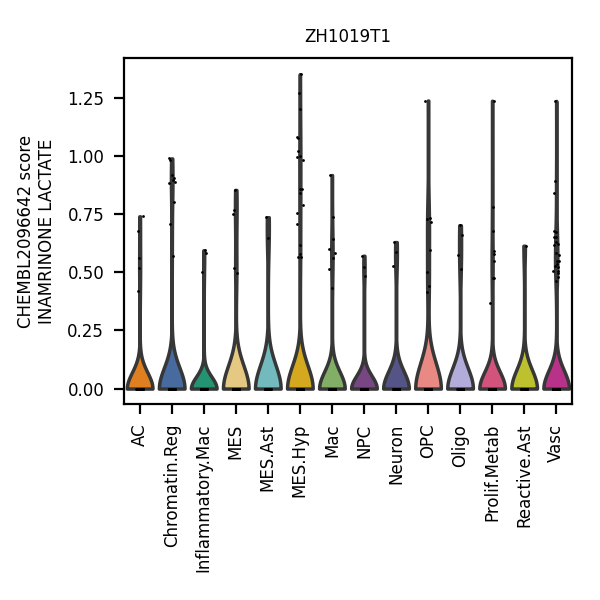 ZH1019T1
CHEMBL2096642 score
INAMRINONE LACTATE
1.25
1.00
0.75
0.50
0.25
0.00
AC
Chromatin.Reg
Inflammatory.Mac
MES
MES.Ast
MES.Hyp
Mac
NPC
Neuron
OPC
Oligo
Prolif.Metab
Reactive.Ast
Vasc